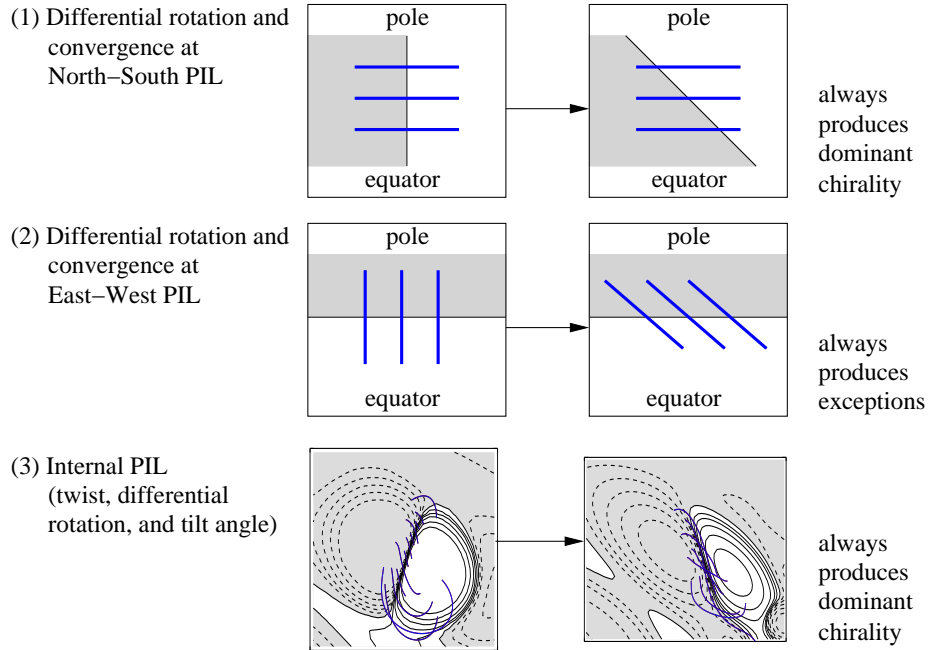 (1) Differential rotation and
convergence at
North−South PIL
pole
equator
pole
equator
always
produces
dominant
chirality
(2) Differential rotation and
convergence at
East−West PIL
pole
equator
pole
equator
always
produces
exceptions
(3) Internal PIL
(twist, differential
rotation, and tilt angle)
always
produces
dominant
chirality